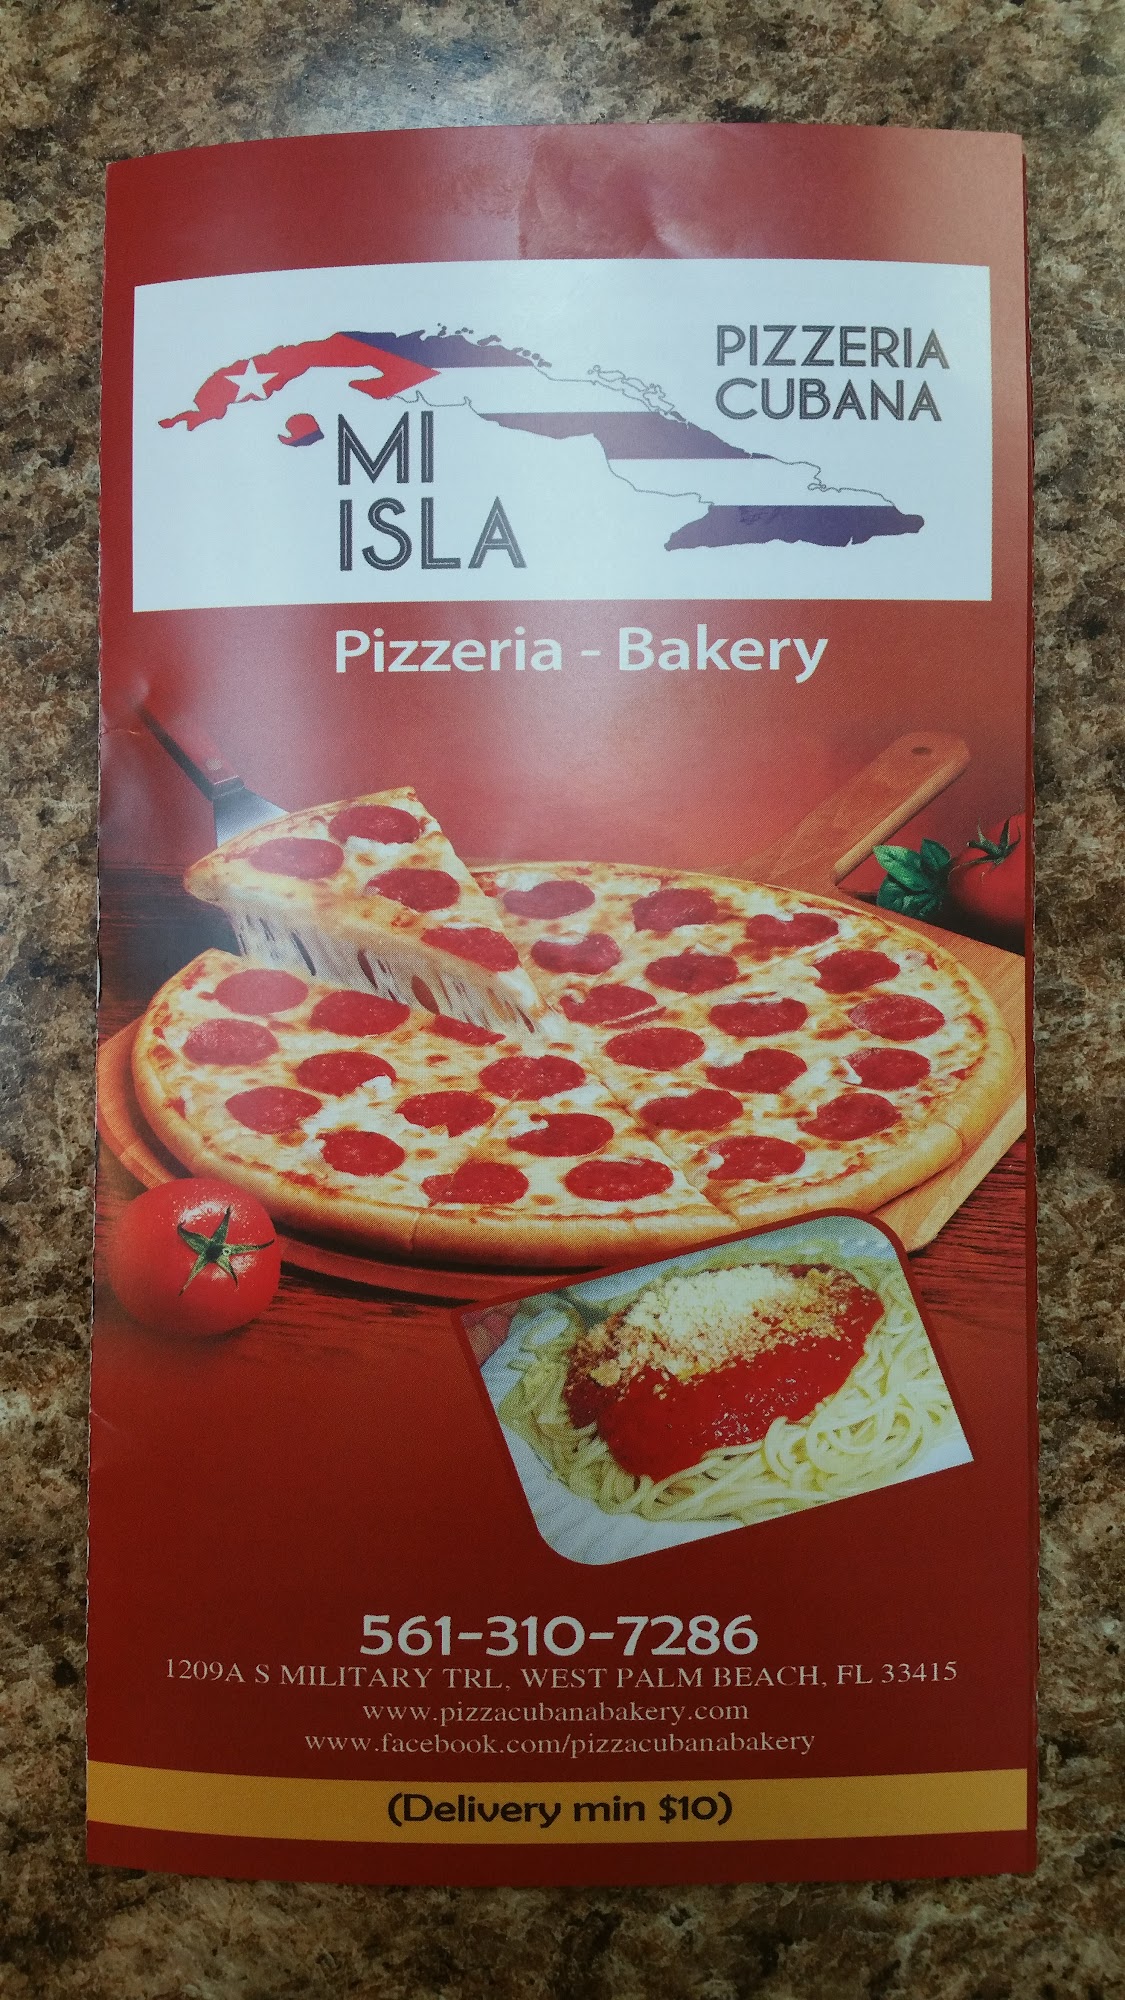 PIZZERIA
CUBANA
MI
ISLA
Pizzeria - Bakery
561-310-7286
1209A S MILITARY TRL, WEST PALM BEACH, FL 33415
www.pizzacubanabakery.com
www.facebook.com/pizzacubanabakery
(Delivery min $10)